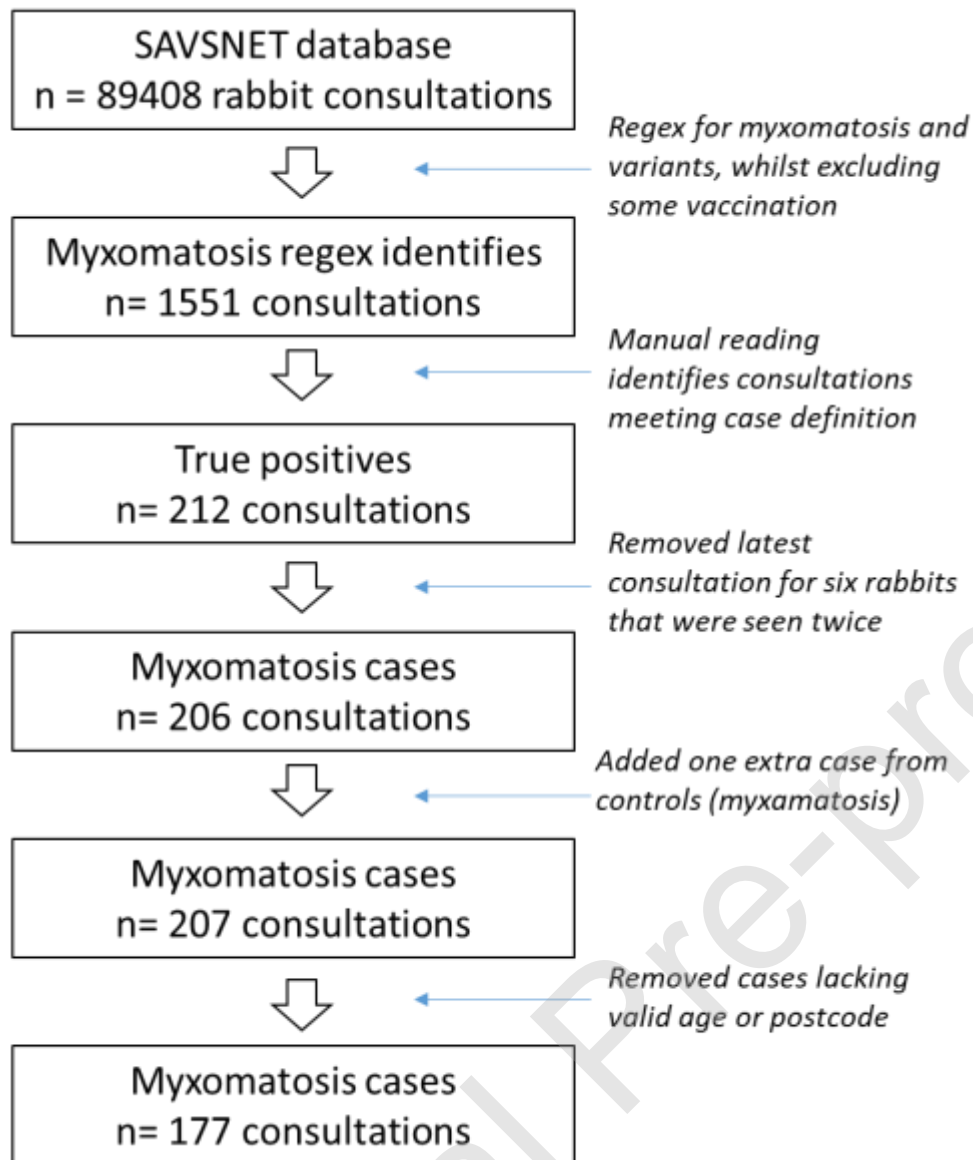 SAVSNET database
n = 89408 rabbit consultations
Regex for myxomatosis and
variants, whilst excluding
some vaccination
Myxomatosis regex identifies
n= 1551 consultations
Manual reading
identifies consultations
meeting case definition
True positives
n= 212 consultations
Removed latest
consultation for six rabbits
that were seen twice
Myxomatosis cases
n= 206 consultations
Added one extra case from
controls (myxamatosis)
Myxomatosis cases
n= 207 consultations
Removed cases lacking
valid age or postcode
Myxomatosis cases
n= 177 consultations